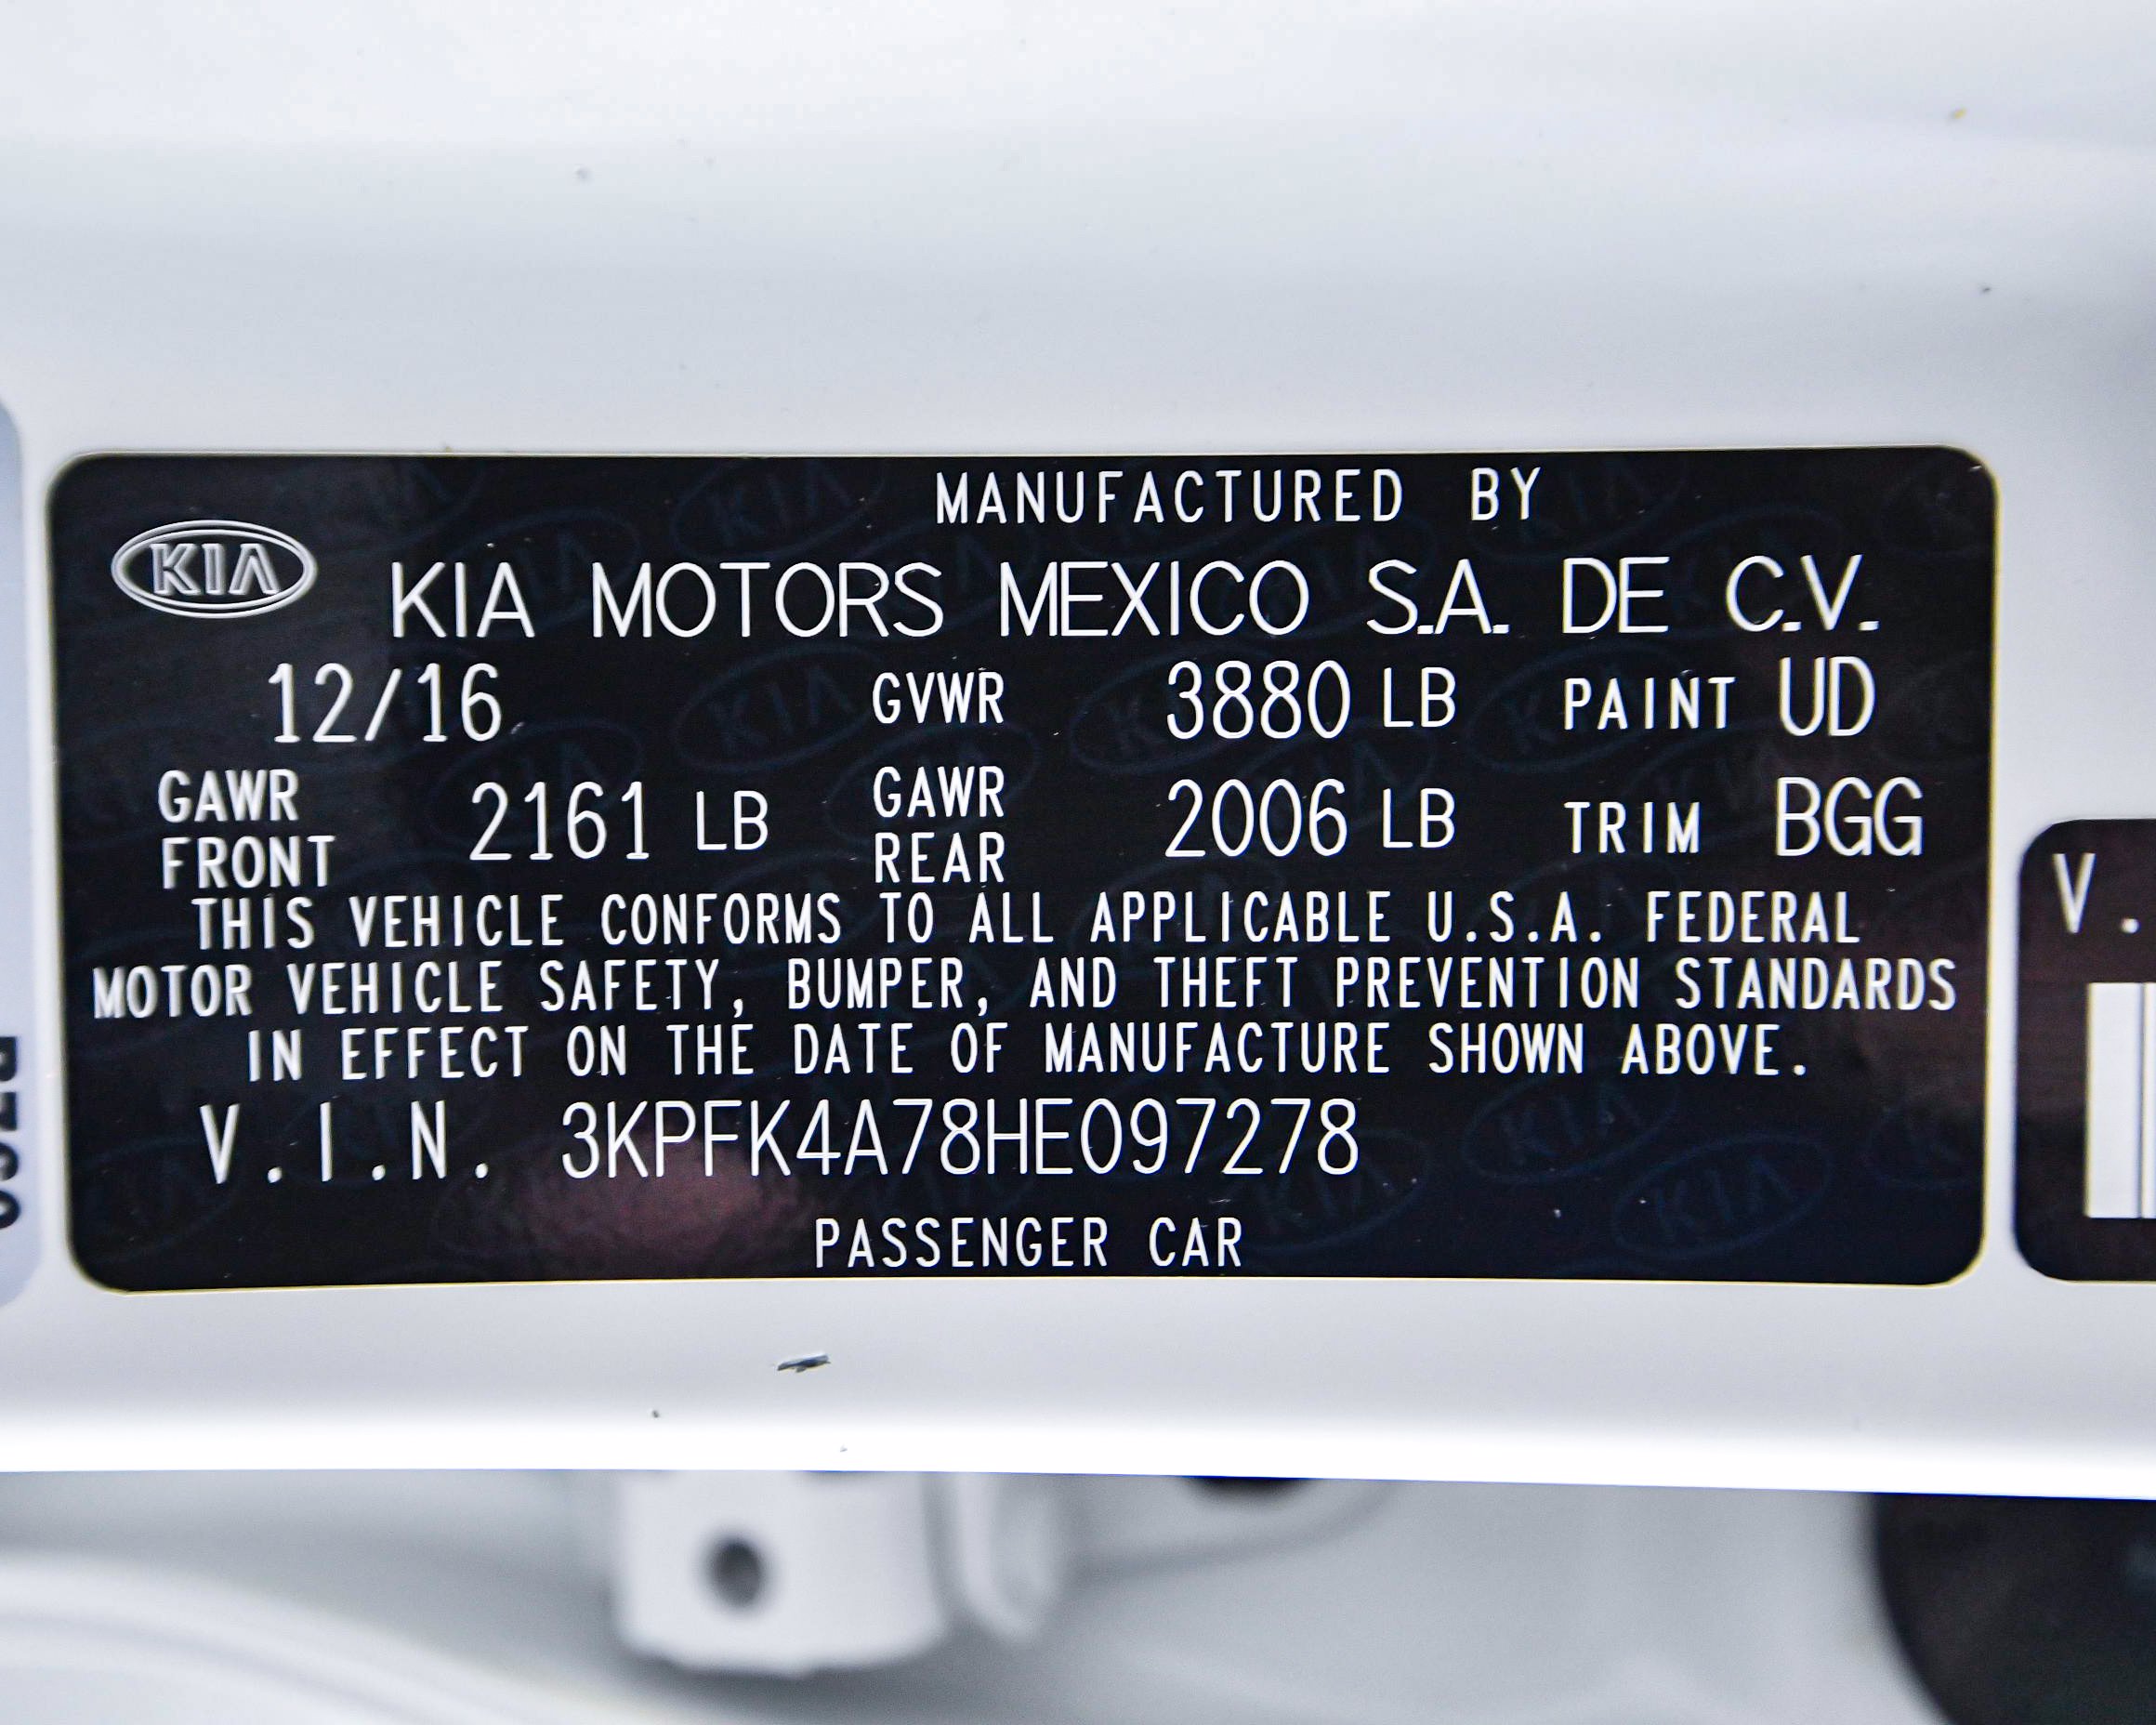 MANUFACTURED BY
KIA KIA MOTORS MEXICO S.A. DE C.V.
12/16 GVWR 3880 LB PAINT UD
GAWR FRONT 2161 LB GAWR REAR 2006 LB TRIM BGG
THIS VEHICLE CONFORMS TO ALL APPLICABLE U.S.A. FEDERAL
MOTOR VEHICLE SAFETY, BUMPER, AND THEFT PREVENTION STANDARDS
IN EFFECT ON THE DATE OF MANUFACTURE SHOWN ABOVE.
V.I.N. 3KPFK4A78HE097278
PASSENGER CAR
V.